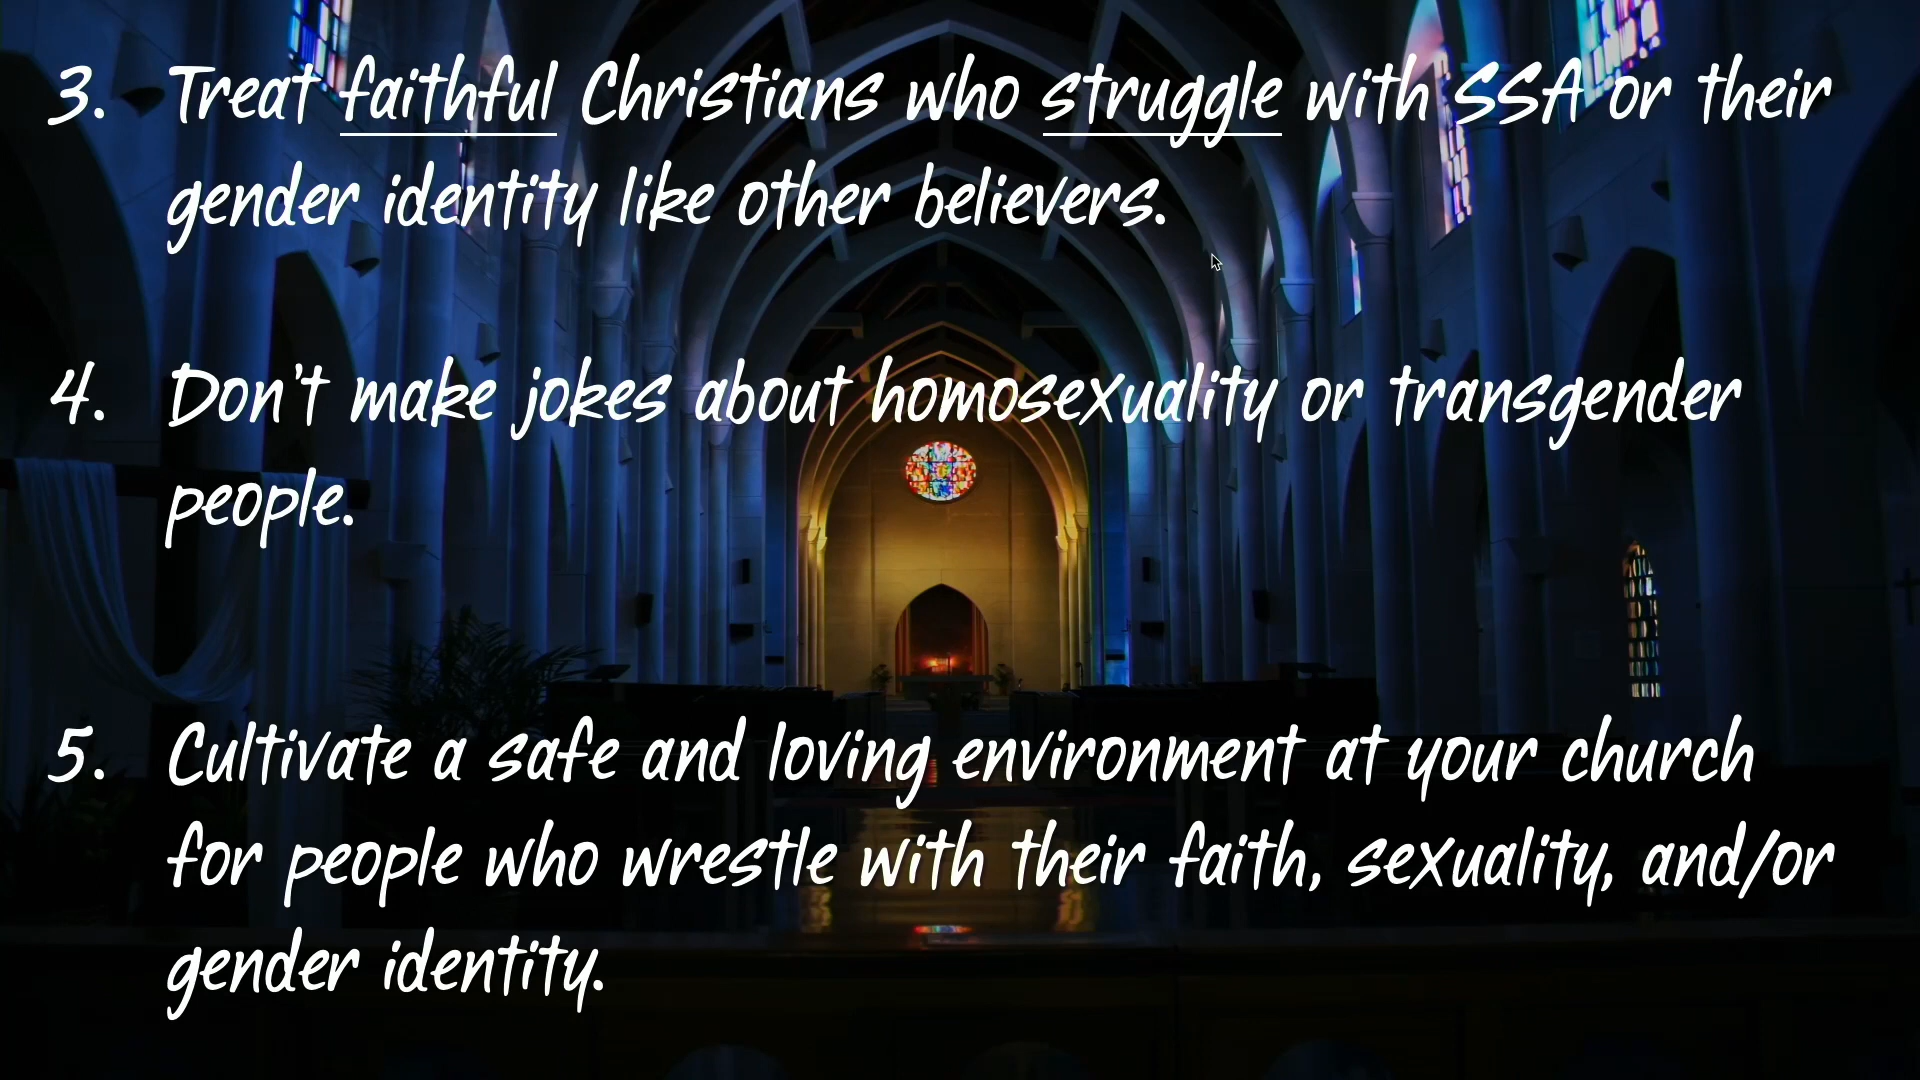 3. Treat faithful Christians who struggle with SSA or their
gender identity like other believers.
4. Don't make jokes about homosexuality or transgender
people.
5. Cultivate a safe and loving environment at your church
for people who wrestle with their faith, sexuality, and/or
gender identity.